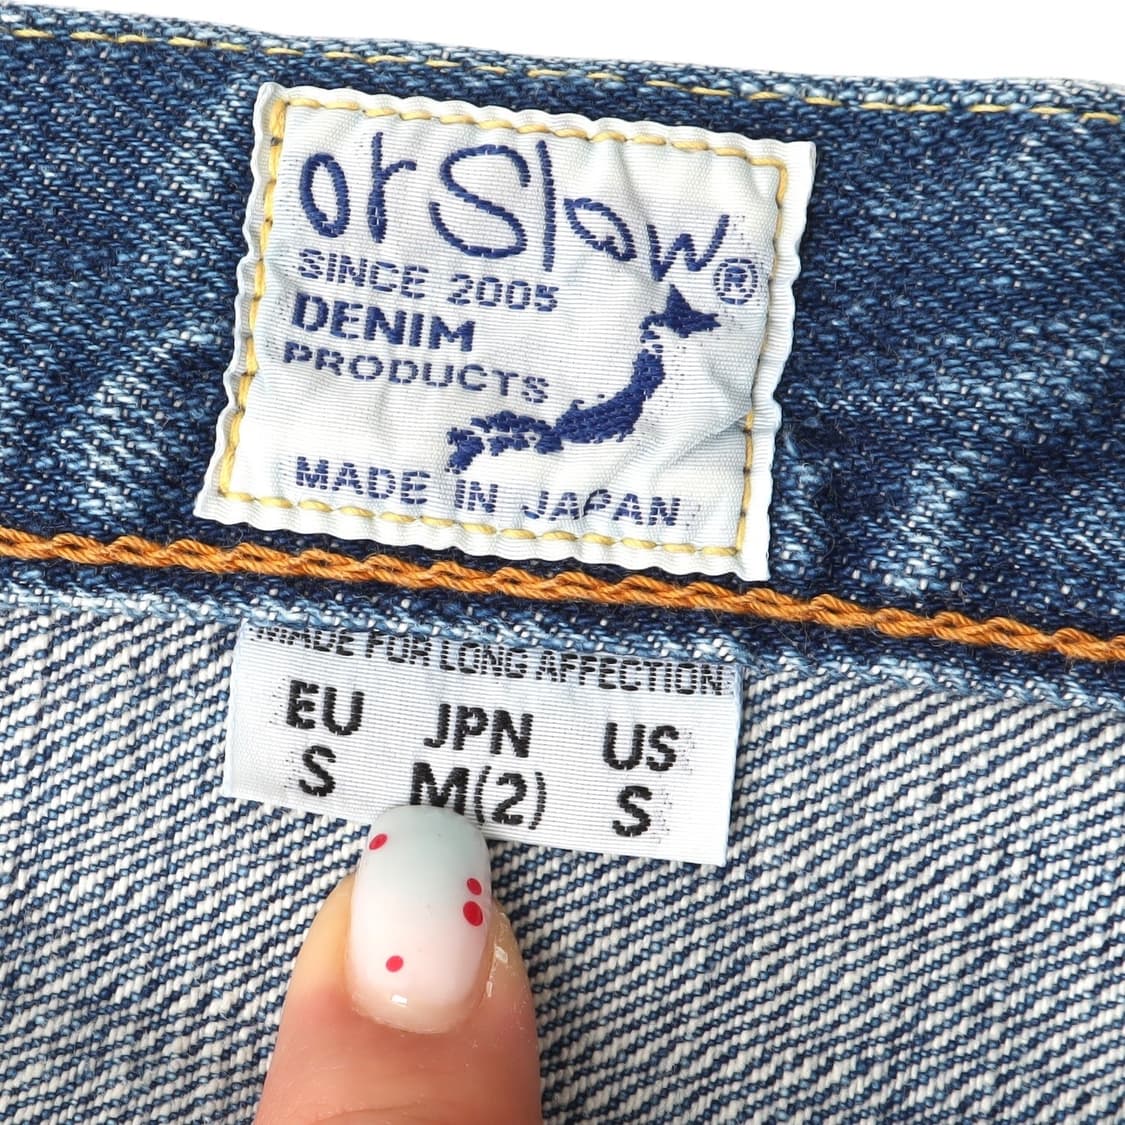 orSlow®
SINCE 2005
DENIM
PRODUCTS
MADE IN JAPAN
MADE FOR LONG AFFECTION
EU JPN US
S M(2) S